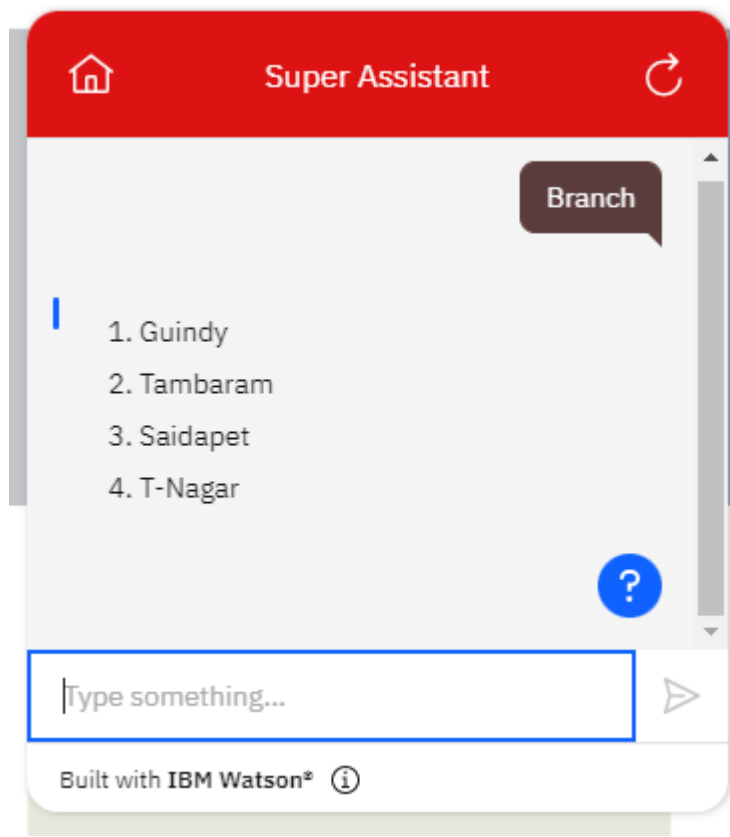 Super Assistant
Branch
1. Guindy
2. Tambaram
3. Saidapet
4. T-Nagar
?
Type something...
Built with IBM Watson®